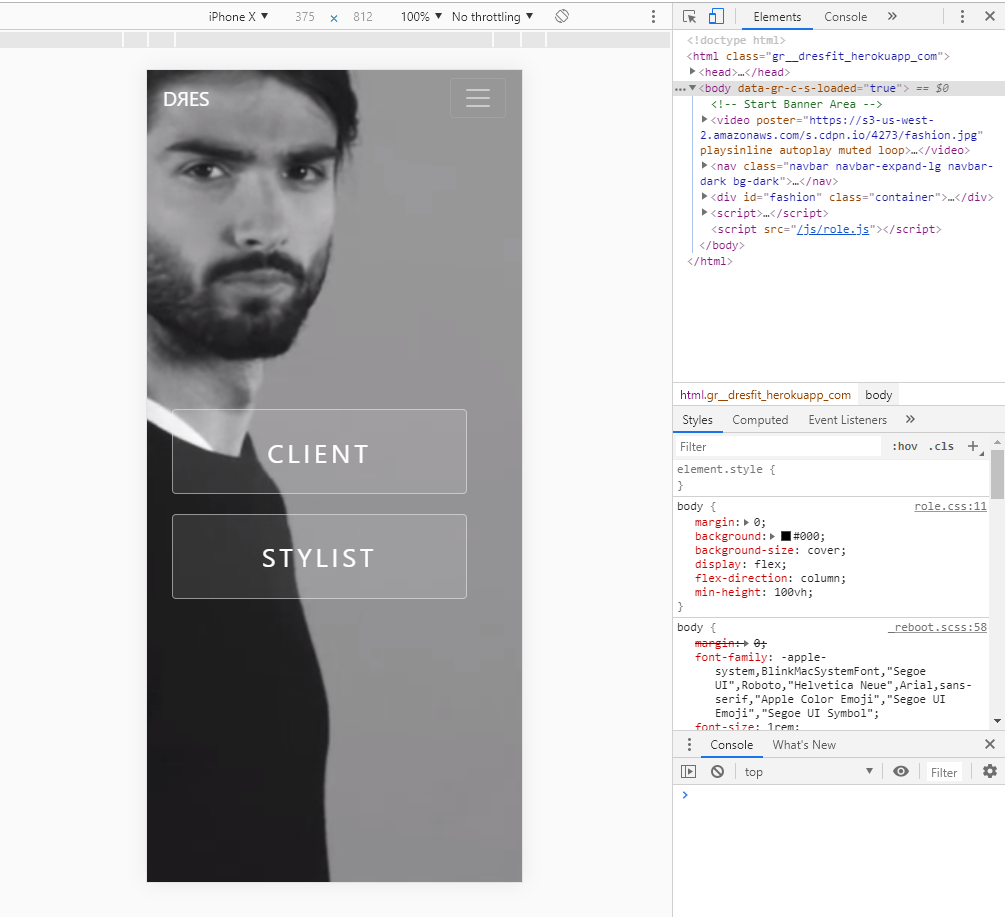 iPhone X ▼ 375 × 812 100% ▼ No throttling ▼
Elements Console »
<!doctype html>
<html class="gr__dresfit_herokuapp_com">
▶<head>…</head>
…▼<body data-gr-c-s-loaded="true"> == $0
<!-- Start Banner Area -->
▶<video poster="https://s3-us-west-
2.amazonaws.com/s.cdpn.io/4273/fashion.jpg"
playsinline autoplay muted loop>…</video>
▶<nav class="navbar navbar-expand-lg navbar-
dark bg-dark">…</nav>
▶<div id="fashion" class="container">…</div>
▶<script>…</script>
<script src="/js/role.js"></script>
</body>
</html>
DЯES
CLIENT
STYLIST
html.gr__dresfit_herokuapp_com body
Styles Computed Event Listeners »
Filter :hov .cls +
element.style {
}
body { role.css:11
margin:▶ 0;
background:▶ #000;
background-size: cover;
display: flex;
flex-direction: column;
min-height: 100vh;
}
body { _reboot.scss:58
margin:▶ 0;
font-family: -apple-
system,BlinkMacSystemFont,"Segoe
UI",Roboto,"Helvetica Neue",Arial,sans-
serif,"Apple Color Emoji","Segoe UI
Emoji","Segoe UI Symbol";
font-size: 1rem;
Console What's New
top ▼ Filter